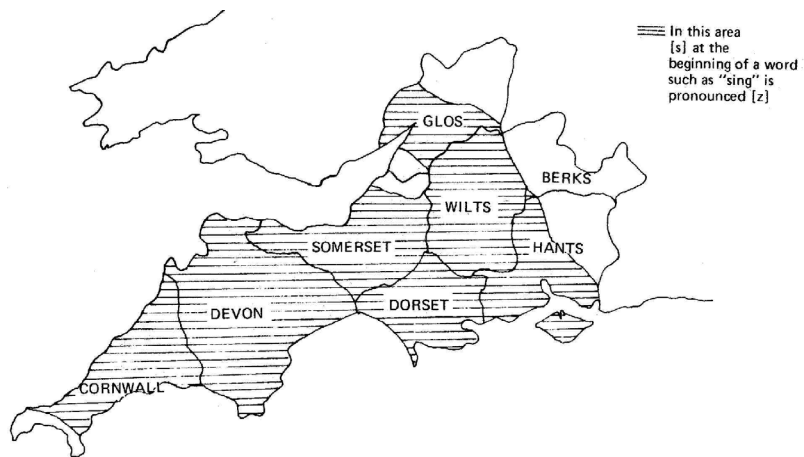 In this area
[s] at the
beginning of a word
such as "sing" is
pronounced [z]
GLOS
BERKS
WILTS
SOMERSET
HANTS
DEVON
DORSET
CORNWALL